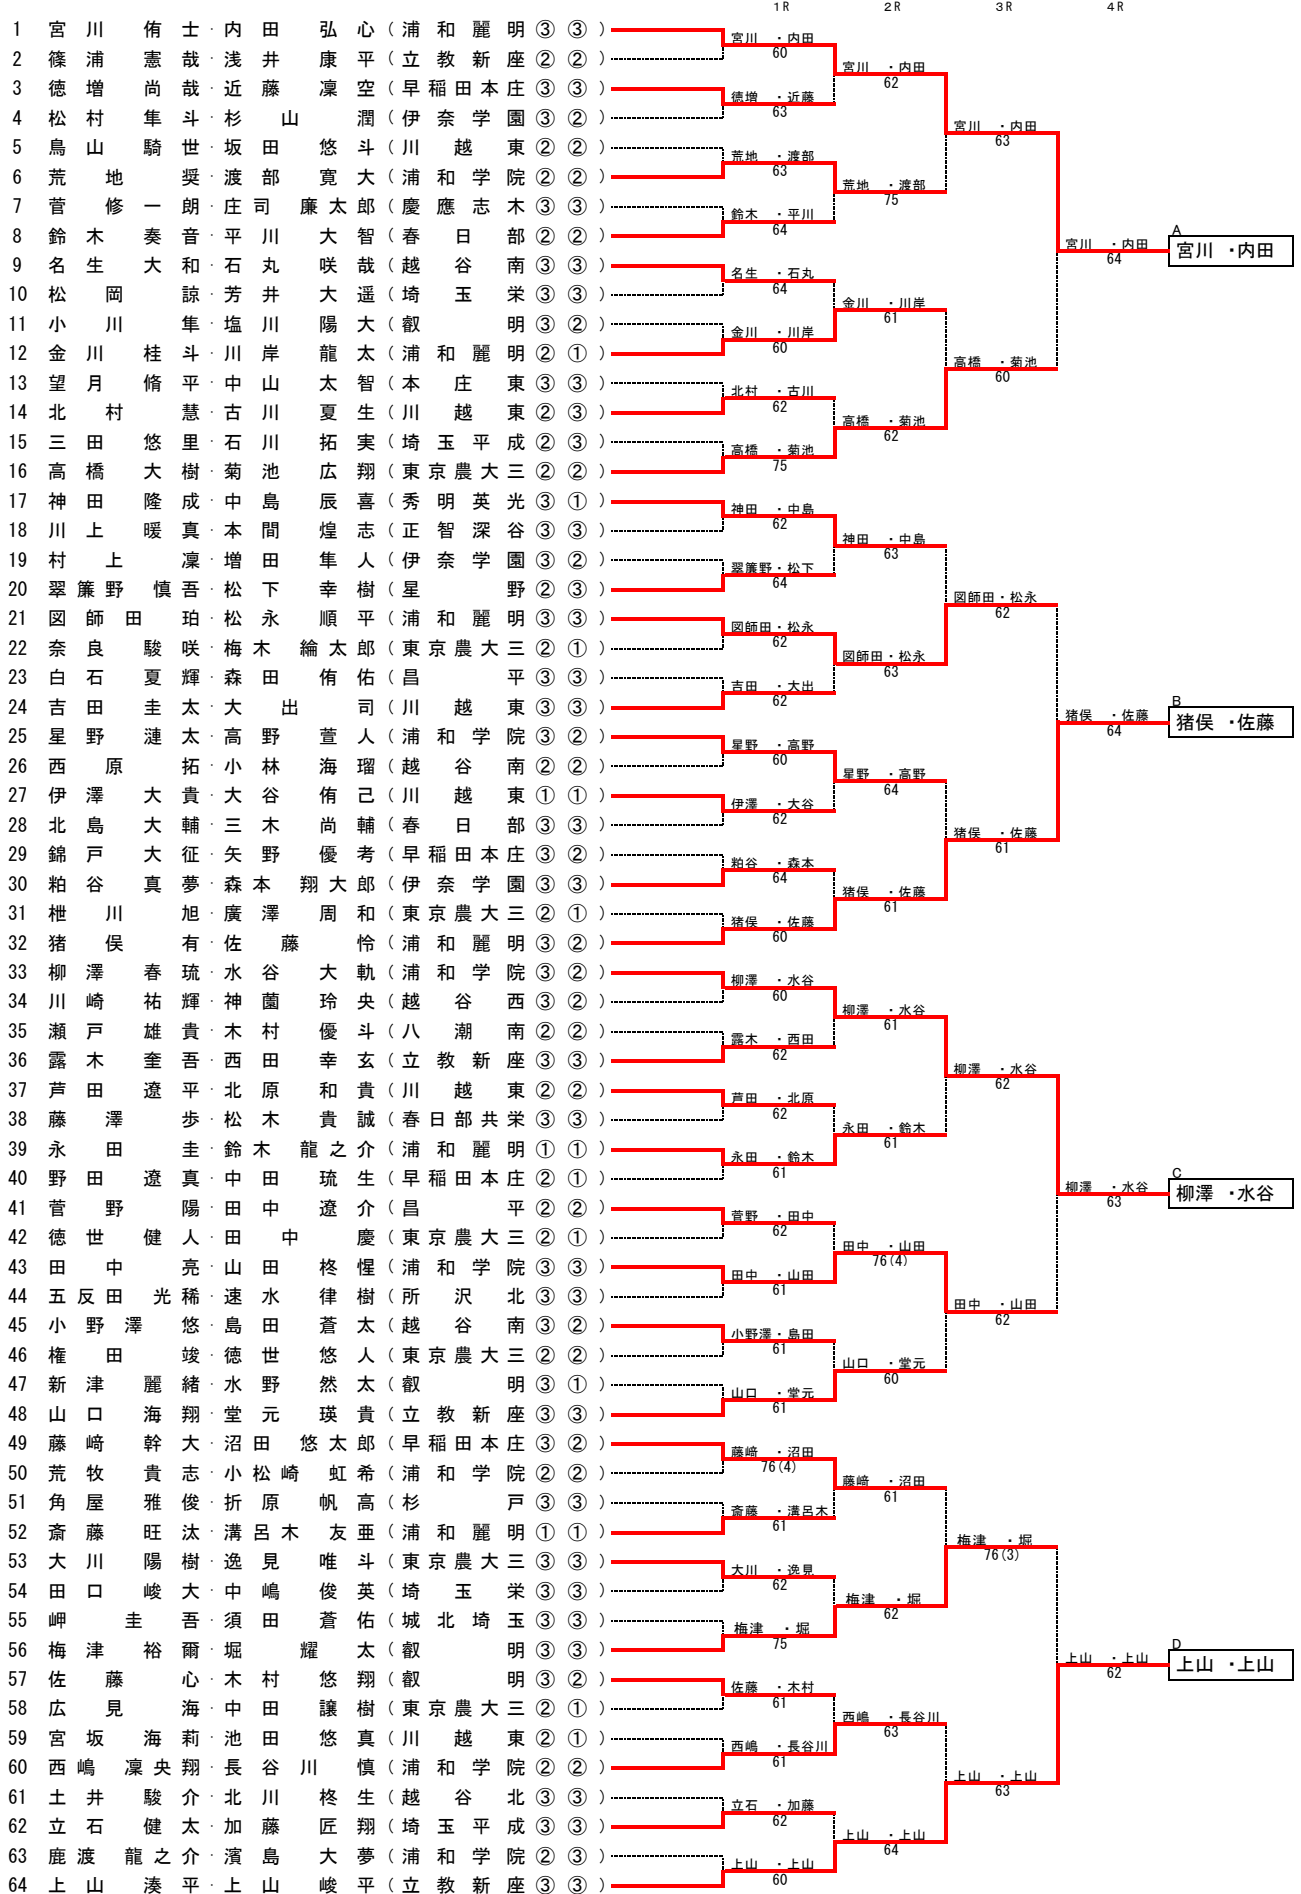 1R 2R 3R 4R
1 宮川 侑士・内田 弘心(浦和麗明③ ③)
2 篠浦 憲哉・浅井 康平(立教新座② ②)
3 徳増 尚哉・近藤 凜空(早稲田本庄③ ③)
4 松村 隼斗・杉山 潤(伊奈学園③ ②)
5 鳥山 騎世・坂田 悠斗(川越東② ②)
6 荒地 奨・渡部 寛大(浦和学院② ②)
7 菅 修一朗・庄司 廉太郎(慶應志木③ ③)
8 鈴木 奏音・平川 大智(春日部② ②)
9 名生 大和・石丸 咲哉(越谷南③ ③)
10 松岡 諒・芳井 大遥(埼玉栄③ ③)
11 小川 隼・塩川 陽大(叡明③ ②)
12 金川 桂斗・川岸 龍太(浦和麗明② ①)
13 望月 脩平・中山 太智(本庄東③ ③)
14 北村 慧・古川 夏生(川越東② ③)
15 三田 悠里・石川 拓実(埼玉平成② ③)
16 高橋 大樹・菊池 広翔(東京農大三② ②)
17 神田 隆成・中島 辰喜(秀明英光③ ①)
18 川上 暖真・本間 煌志(正智深谷③ ③)
19 村上 凜・増田 隼人(伊奈学園③ ②)
20 翠簾野 慎吾・松下 幸樹(星野② ③)
21 図師田 珀・松永 順平(浦和麗明③ ③)
22 奈良 駿咲・梅木 綸太郎(東京農大三② ①)
23 白石 夏輝・森田 侑佑(昌平③ ③)
24 吉田 圭太・大出 司(川越東③ ③)
25 星野 漣太・高野 萱人(浦和学院③ ②)
26 西原 拓・小林 海瑠(越谷南② ②)
27 伊澤 大貴・大谷 侑己(川越東① ①)
28 北島 大輔・三木 尚輔(春日部③ ③)
29 錦戸 大征・矢野 優考(早稲田本庄③ ②)
30 粕谷 真夢・森本 翔大郎(伊奈学園③ ③)
31 枻川 旭・廣澤 周和(東京農大三② ①)
32 猪俣 有・佐藤 怜(浦和麗明③ ②)
33 柳澤 春琉・水谷 大軌(浦和学院③ ②)
34 川崎 祐輝・神薗 玲央(越谷西③ ②)
35 瀬戸 雄貴・木村 優斗(八潮南② ②)
36 露木 奎吾・西田 幸玄(立教新座③ ③)
37 芦田 遼平・北原 和貴(川越東② ②)
38 藤澤 歩・松木 貴誠(春日部共栄③ ③)
39 永田 圭・鈴木 龍之介(浦和麗明① ①)
40 野田 遼真・中田 琉生(早稲田本庄② ①)
41 菅野 陽・田中 遼介(昌平② ②)
42 徳世 健人・田中 慶(東京農大三② ①)
43 田中 亮・山田 柊惺(浦和学院③ ③)
44 五反田 光稀・速水 律樹(所沢北③ ③)
45 小野澤 悠・島田 蒼太(越谷南③ ②)
46 権田 竣・徳世 悠人(東京農大三② ②)
47 新津 麗緒・水野 然太(叡明③ ①)
48 山口 海翔・堂元 瑛貴(立教新座③ ③)
49 藤﨑 幹大・沼田 悠太郎(早稲田本庄③ ②)
50 荒牧 貴志・小松崎 虹希(浦和学院② ②)
51 角屋 雅俊・折原 帆高(杉戸③ ③)
52 斎藤 旺汰・溝呂木 友亜(浦和麗明① ①)
53 大川 陽樹・逸見 唯斗(東京農大三③ ③)
54 田口 峻大・中嶋 俊英(埼玉栄③ ③)
55 岬 圭吾・須田 蒼佑(城北埼玉③ ③)
56 梅津 裕爾・堀 耀太(叡明③ ③)
57 佐藤 心・木村 悠翔(叡明③ ②)
58 広見 海・中田 譲樹(東京農大三② ①)
59 宮坂 海莉・池田 悠真(川越東② ①)
60 西嶋 凜央翔・長谷川 慎(浦和学院② ②)
61 土井 駿介・北川 柊生(越谷北③ ③)
62 立石 健太・加藤 匠翔(埼玉平成③ ③)
63 鹿渡 龍之介・濱島 大夢(浦和学院② ③)
64 上山 湊平・上山 峻平(立教新座③ ③)
宮川 ・内田
60
徳増 ・近藤
63
荒地 ・渡部
63
鈴木 ・平川
64
名生 ・石丸
64
金川 ・川岸
60
北村 ・古川
62
高橋 ・菊池
75
神田 ・中島
62
翠簾野・松下
64
図師田・松永
62
吉田 ・大出
62
星野 ・高野
60
伊澤 ・大谷
62
粕谷 ・森本
64
猪俣 ・佐藤
60
柳澤 ・水谷
60
露木 ・西田
62
芦田 ・北原
62
永田 ・鈴木
61
菅野 ・田中
62
田中 ・山田
61
小野澤・島田
61
山口 ・堂元
61
藤﨑 ・沼田
76(4)
斎藤 ・溝呂木
61
大川 ・逸見
62
梅津 ・堀
75
佐藤 ・木村
61
西嶋 ・長谷川
61
立石 ・加藤
62
上山 ・上山
60
宮川 ・内田
62
荒地 ・渡部
75
金川 ・川岸
61
高橋 ・菊池
62
神田 ・中島
63
図師田・松永
63
星野 ・高野
64
猪俣 ・佐藤
61
柳澤 ・水谷
61
永田 ・鈴木
61
田中 ・山田
76(4)
山口 ・堂元
60
藤﨑 ・沼田
61
梅津 ・堀
62
西嶋 ・長谷川
63
上山 ・上山
64
宮川 ・内田
63
高橋 ・菊池
60
図師田・松永
62
猪俣 ・佐藤
61
柳澤 ・水谷
62
田中 ・山田
62
梅津 ・堀
76(3)
上山 ・上山
63
宮川 ・内田
64
猪俣 ・佐藤
64
柳澤 ・水谷
63
上山 ・上山
62
A
宮川 ・内田
B
猪俣 ・佐藤
C
柳澤 ・水谷
D
上山 ・上山